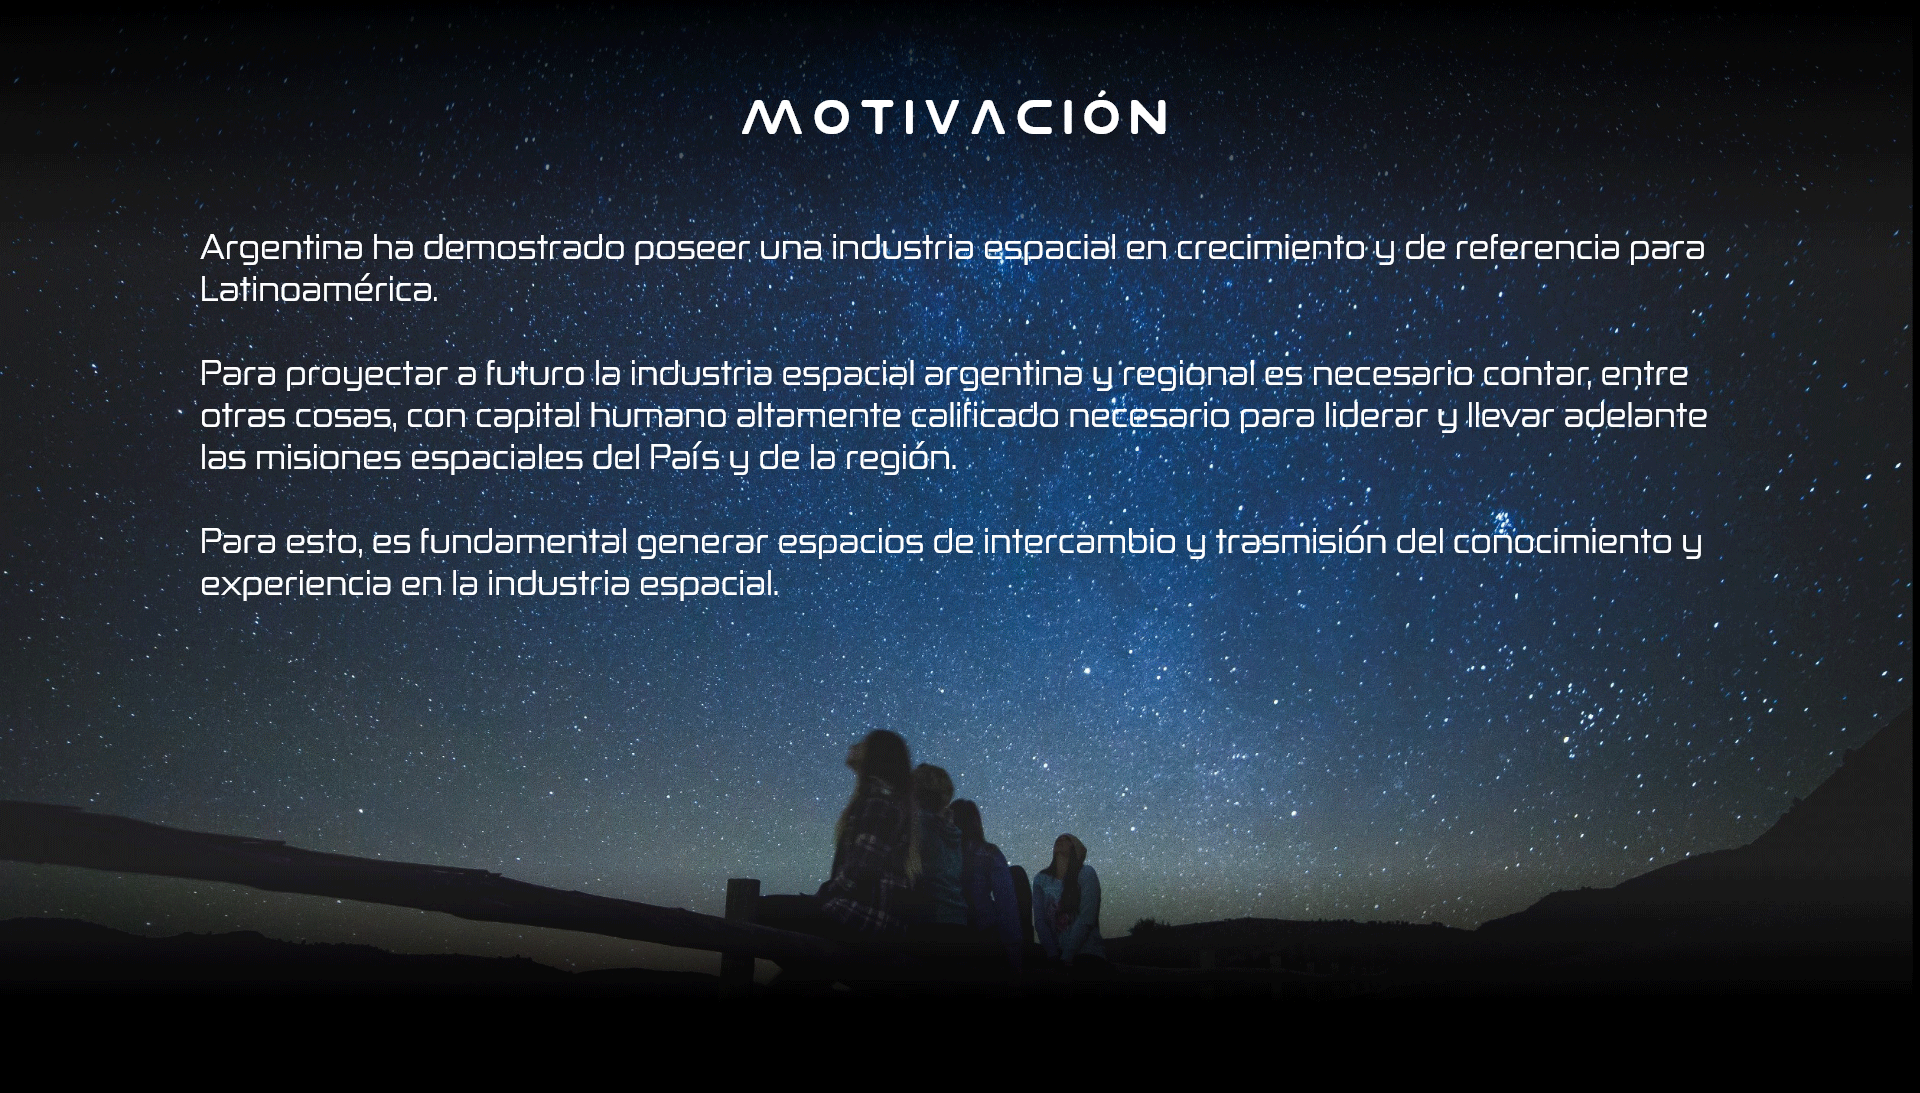 MOTIVACIÓN
Argentina ha demostrado poseer una industria espacial en crecimiento y de referencia para
Latinoamérica.
Para proyectar a futuro la industria espacial argentina y regional es necesario contar, entre
otras cosas, con capital humano altamente calificado necesario para liderar y llevar adelante
las misiones espaciales del País y de la región.
Para esto, es fundamental generar espacios de intercambio y trasmisión del conocimiento y
experiencia en la industria espacial.